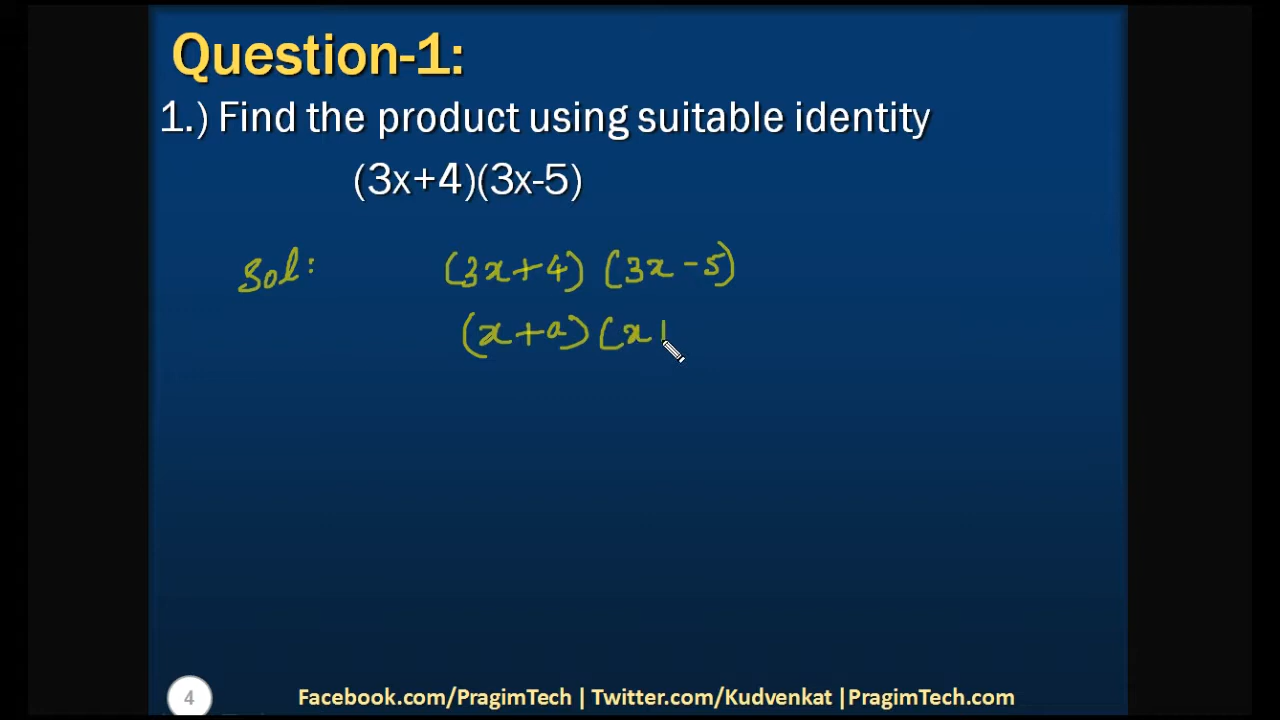 Question-1:
1.) Find the product using suitable identity
(3x+4)(3x-5)
Sol: (3x+4) (3x-5)
(x+a) (x
4
Facebook.com/PragimTech | Twitter.com/Kudvenkat |PragimTech.com